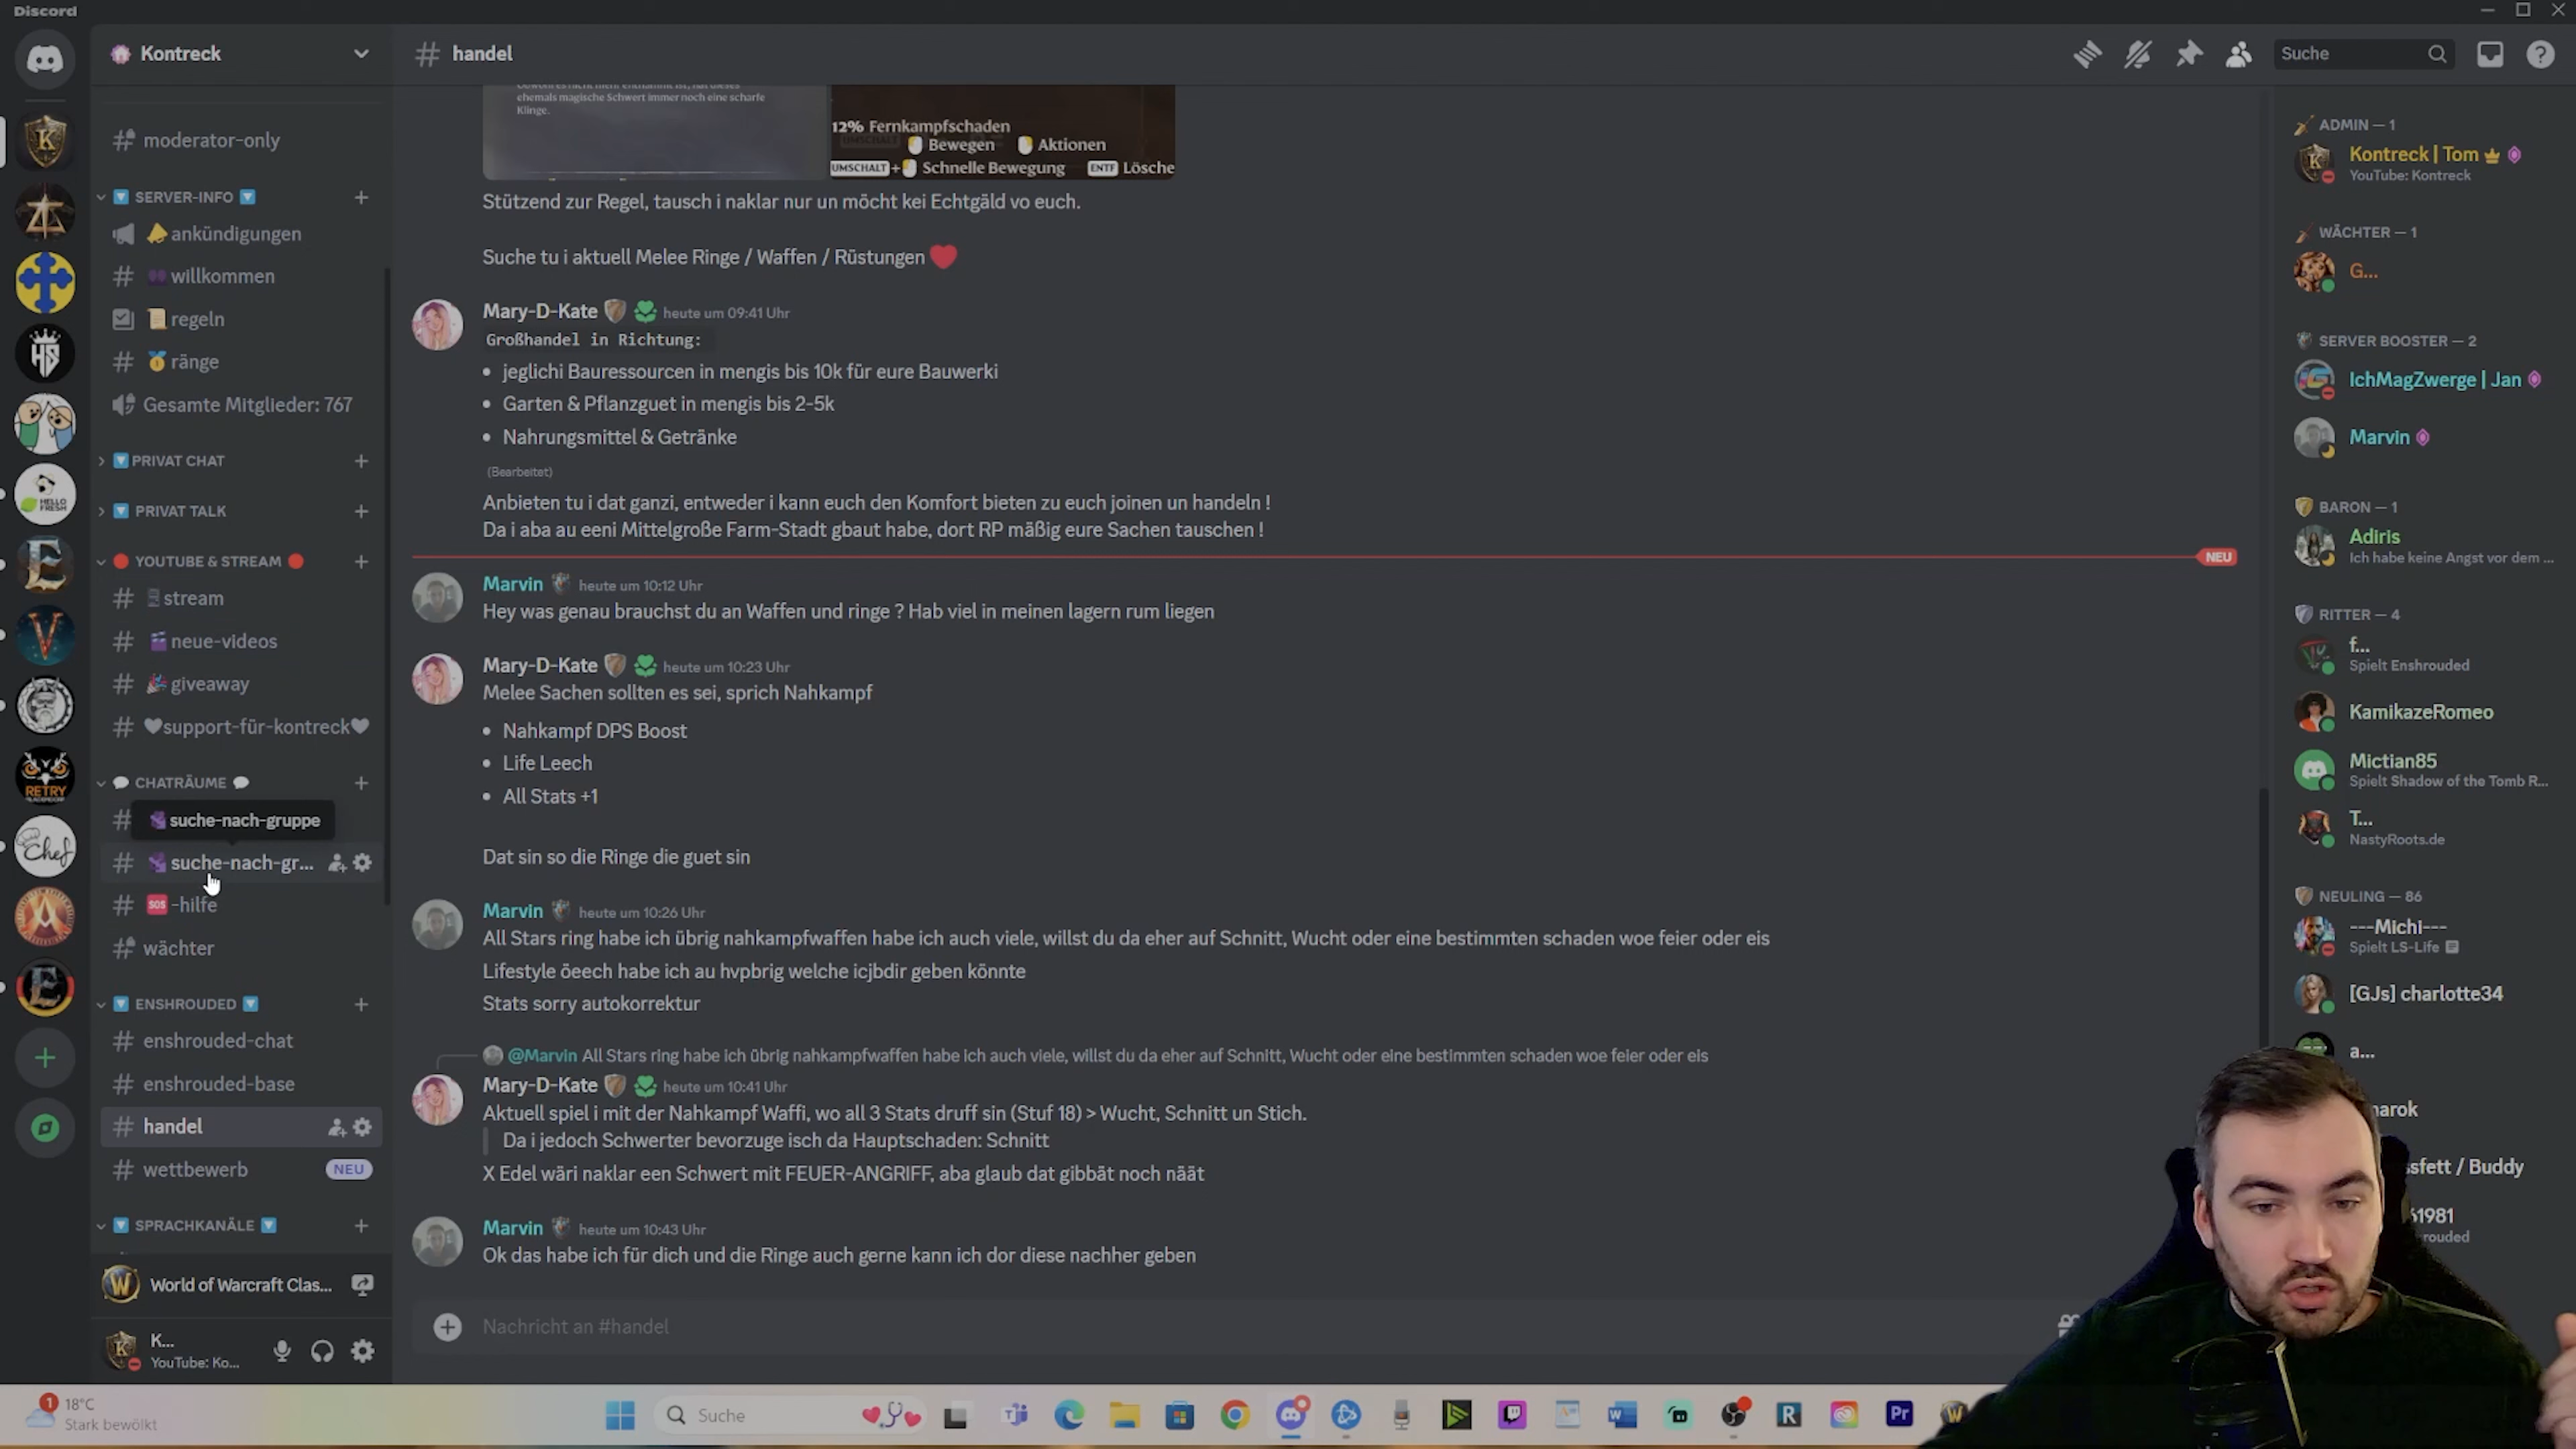 Discord
Kontreck
moderator-only
SERVER-INFO
ankündigungen
willkommen
regeln
ränge
Gesamte Mitglieder: 767
PRIVAT CHAT
PRIVAT TALK
YOUTUBE & STREAM
stream
neue-videos
giveaway
support-für-kontreck
CHATRÄUME
suche-nach-gruppe
suche-nach-gr...
-hilfe
wächter
ENSHROUDED
enshrouded-chat
enshrouded-base
handel
wettbewerb NEU
SPRACHKANÄLE
World of Warcraft Clas...
K...
YouTube: Ko...
# handel
Suche
ehemals magische Schwert immer noch eine scharfe
Klinge.
12% Fernkampfschaden
Bewegen Aktionen
UMSCHALT + Schnelle Bewegung ENTF Lösche
Stützend zur Regel, tausch i naklar nur un möcht kei Echtgäld vo euch.
Suche tu i aktuell Melee Ringe / Waffen / Rüstungen
Mary-D-Kate heute um 09:41 Uhr
Großhandel in Richtung:
• jeglichi Bauressourcen in mengis bis 10k für eure Bauwerki
• Garten & Pflanzguet in mengis bis 2-5k
• Nahrungsmittel & Getränke
(Bearbeitet)
Anbieten tu i dat ganzi, entweder i kann euch den Komfort bieten zu euch joinen un handeln !
Da i aba au eeni Mittelgroße Farm-Stadt gbaut habe, dort RP mäßig eure Sachen tauschen !
NEU
Marvin heute um 10:12 Uhr
Hey was genau brauchst du an Waffen und ringe ? Hab viel in meinen lagern rum liegen
Mary-D-Kate heute um 10:23 Uhr
Melee Sachen sollten es sei, sprich Nahkampf
• Nahkampf DPS Boost
• Life Leech
• All Stats +1
Dat sin so die Ringe die guet sin
Marvin heute um 10:26 Uhr
All Stars ring habe ich übrig nahkampfwaffen habe ich auch viele, willst du da eher auf Schnitt, Wucht oder eine bestimmten schaden woe feier oder eis
Lifestyle öeech habe ich au hvpbrig welche icjbdir geben könnte
Stats sorry autokorrektur
@Marvin All Stars ring habe ich übrig nahkampfwaffen habe ich auch viele, willst du da eher auf Schnitt, Wucht oder eine bestimmten schaden woe feier oder eis
Mary-D-Kate heute um 10:41 Uhr
Aktuell spiel i mit der Nahkampf Waffi, wo all 3 Stats druff sin (Stuf 18) > Wucht, Schnitt un Stich.
Da i jedoch Schwerter bevorzuge isch da Hauptschaden: Schnitt
X Edel wäri naklar een Schwert mit FEUER-ANGRIFF, aba glaub dat gibbät noch näät
Marvin heute um 10:43 Uhr
Ok das habe ich für dich und die Ringe auch gerne kann ich dor diese nachher geben
Nachricht an #handel
ADMIN — 1
Kontreck | Tom
YouTube: Kontreck
WÄCHTER — 1
G...
SERVER BOOSTER — 2
IchMagZwerge | Jan
Marvin
BARON — 1
Adiris
Ich habe keine Angst vor dem ...
RITTER — 4
f...
Spielt Enshrouded
KamikazeRomeo
Mictian85
Spielt Shadow of the Tomb R...
T...
NastyRoots.de
NEULING — 86
---Michi---
Spielt LS-Life
[GJs] charlotte34
a...
sfett / Buddy
1981
HELLO FRESH
RETRY
Chef
SOS
1
18°C
Stark bewölkt
Suche